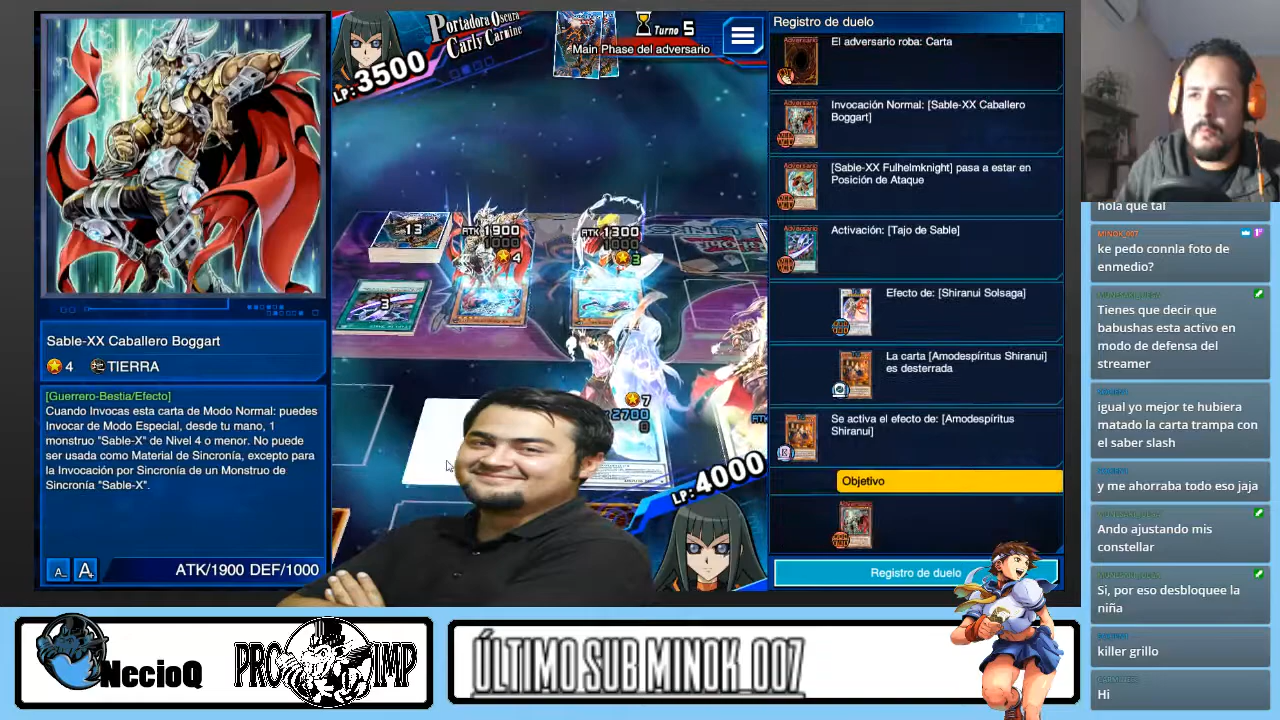 Sable-XX Caballero Boggart
4
TIERRA
[Guerrero-Bestia/Efecto]
Cuando Invocas esta carta de Modo Normal: puedes
Invocar de Modo Especial, desde tu mano, 1
monstruo "Sable-X" de Nivel 4 o menor. No puede
ser usada como Material de Sincronía, excepto para
la Invocación por Sincronía de un Monstruo de
Sincronía "Sable-X".
A- A+
ATK/1900 DEF/1000
Portadora Oscura
Carly Carmine
LP: 3500
Turno 5
Main Phase del adversario
13
ATK 1900
1000
4
ATK 1300
1000
3
3
7
2700
0
LP: 4000
Registro de duelo
El adversario roba: Carta
Invocación Normal: [Sable-XX Caballero
Boggart]
[Sable-XX Fulhelmknight] pasa a estar en
Posición de Ataque
Activación: [Tajo de Sable]
Efecto de: [Shiranui Solsaga]
La carta [Amodespíritus Shiranui]
es desterrada
Se activa el efecto de: [Amodespíritus
Shiranui]
Objetivo
Registro de duelo
hola que tal
MINOK_007
ke pedo connla foto de
enmedio?
Tienes que decir que
babushas esta activo en
modo de defensa del
streamer
igual yo mejor te hubiera
matado la carta trampa con
el saber slash
y me ahorraba todo eso jaja
Ando ajustando mis
constellar
Si, por eso desbloquee la
niña
killer grillo
Hi
NecioQ
PRO IMP
ÚLTIMO SUB MINOK_007